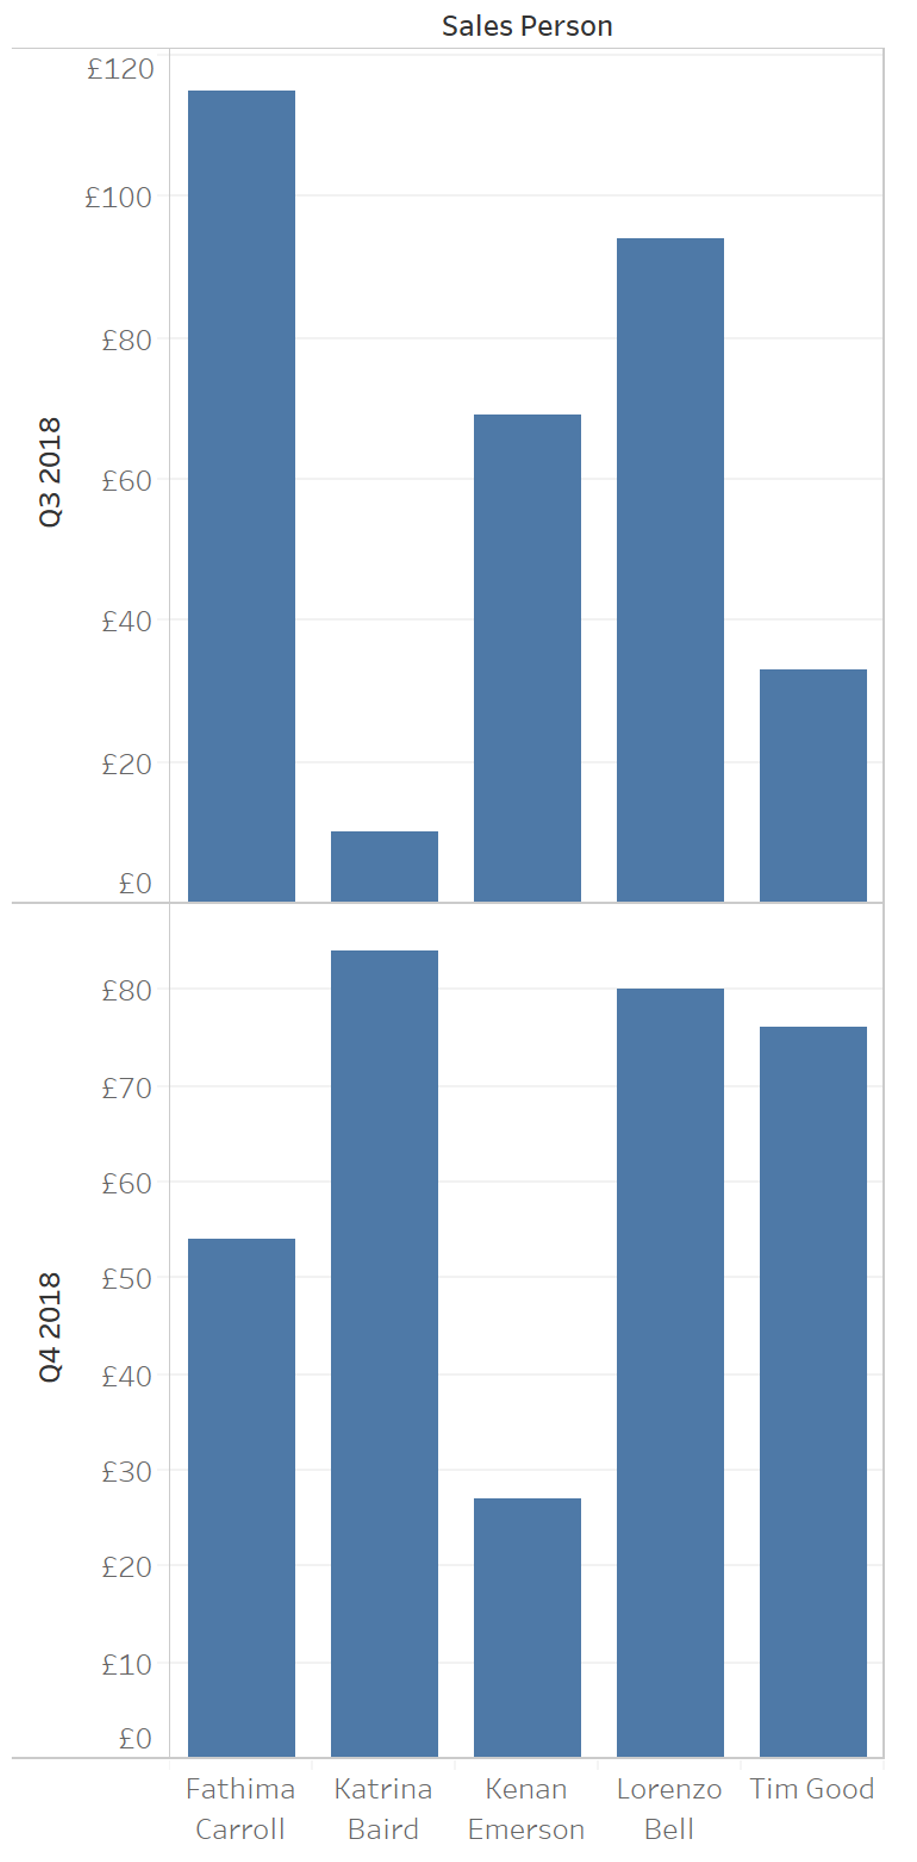 Sales Person
£120
£100
£80
£60
£40
£20
£0
Q3 2018
£80
£70
£60
£50
£40
£30
£20
£10
£0
Q4 2018
Fathima Carroll
Katrina Baird
Kenan Emerson
Lorenzo Bell
Tim Good